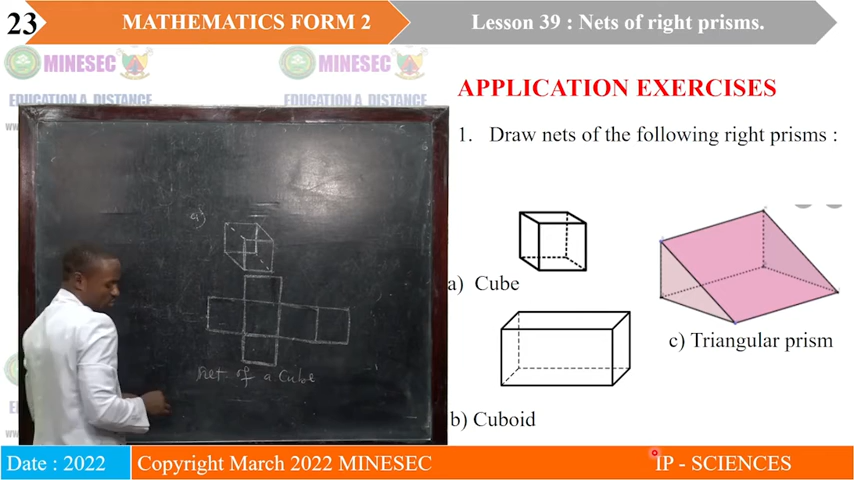 23
MATHEMATICS FORM 2
Lesson 39 : Nets of right prisms.
MINESEC
MINESEC
EDUCATION A DISTANCE
EDUCATION A DISTANCE
APPLICATION EXERCISES
1. Draw nets of the following right prisms :
a)
Net of a Cube
a) Cube
c) Triangular prism
b) Cuboid
Date : 2022
Copyright March 2022 MINESEC
IP - SCIENCES